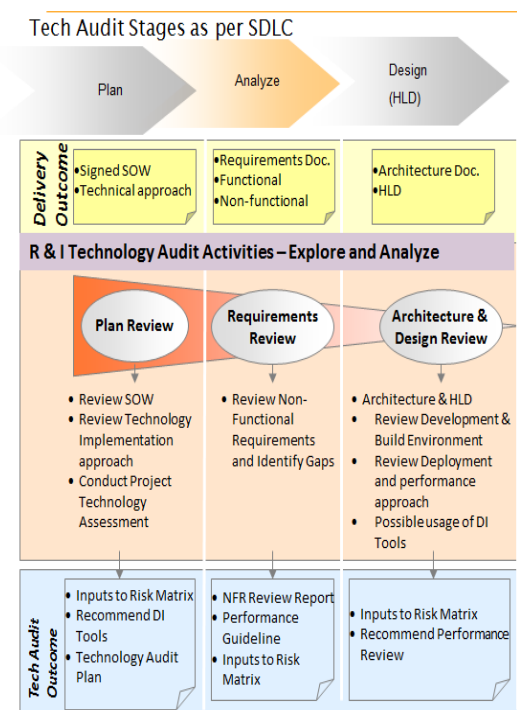 Tech Audit Stages as per SDLC
Plan
Analyze
Design
(HLD)
Delivery
Outcome
•Signed SOW
•Technical approach
•Requirements Doc.
•Functional
•Non-functional
•Architecture Doc.
•HLD
R & I Technology Audit Activities – Explore and Analyze
Plan Review
Requirements
Review
Architecture &
Design Review
• Review SOW
• Review Technology
Implementation
approach
• Conduct Project
Technology
Assessment
• Review Non-
Functional
Requirements
and Identify Gaps
• Architecture & HLD
• Review Development &
Build Environment
• Review Deployment
and performance
approach
• Possible usage of DI
Tools
Tech Audit
Outcome
• Inputs to Risk Matrix
• Recommend DI
Tools
• Technology Audit
Plan
• NFR Review Report
• Performance
Guideline
• Inputs to Risk
Matrix
• Inputs to Risk Matrix
• Recommend Performance
Review